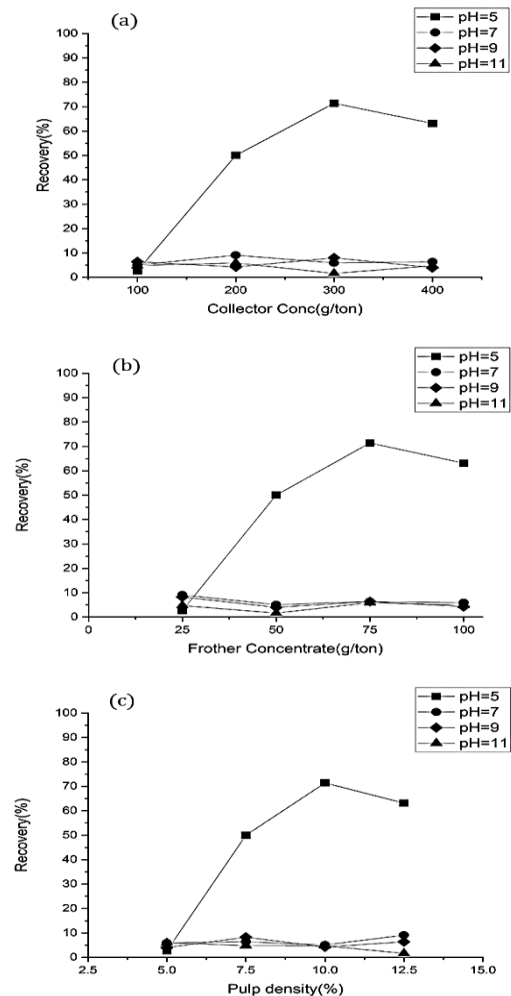 (a)
pH=5
pH=7
pH=9
pH=11
100
90
80
70
60
50
40
30
20
10
0
Recovery(%)
100 200 300 400
Collector Conc(g/ton)
(b)
pH=5
pH=7
pH=9
pH=11
100
90
80
70
60
50
40
30
20
10
0
Recovery(%)
0 25 50 75 100
Frother Concentrate(g/ton)
(c)
pH=5
pH=7
pH=9
pH=11
100
90
80
70
60
50
40
30
20
10
0
Recovery(%)
2.5 5.0 7.5 10.0 12.5 15.0
Pulp density(%)